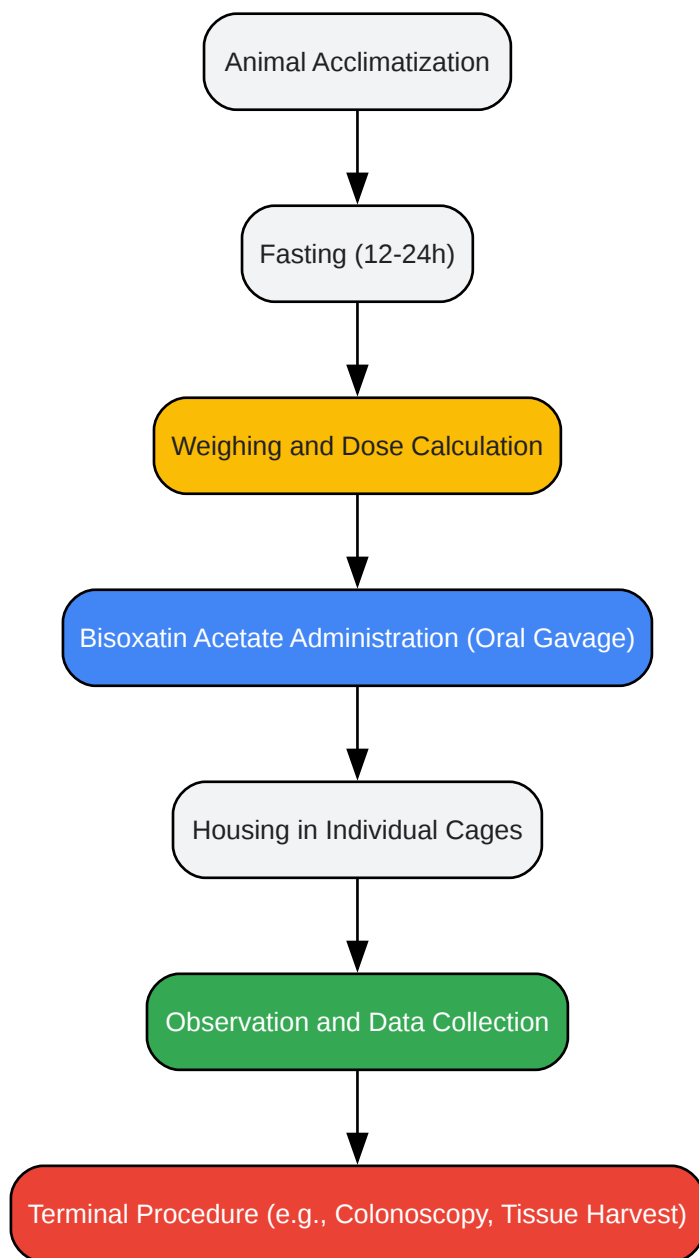 Animal Acclimatization
Fasting (12-24h)
Weighing and Dose Calculation
Bisoxatin Acetate Administration (Oral Gavage)
Housing in Individual Cages
Observation and Data Collection
Terminal Procedure (e.g., Colonoscopy, Tissue Harvest)